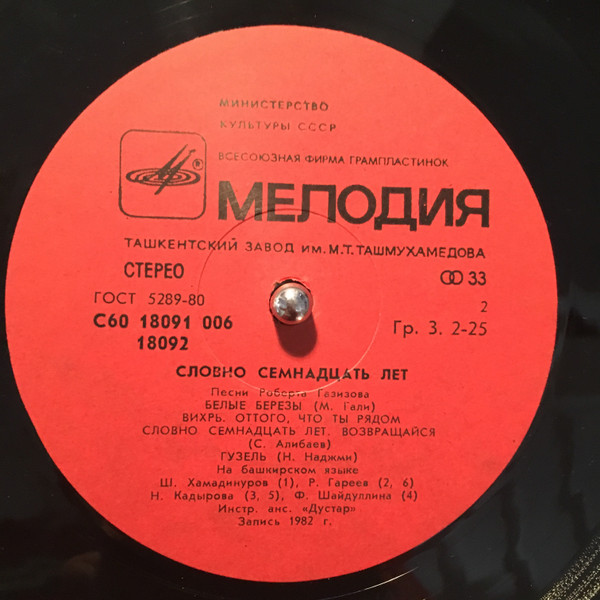 МИНИСТЕРСТВО
КУЛЬТУРЫ СССР
ВСЕСОЮЗНАЯ ФИРМА ГРАМПЛАСТИНОК
®
МЕЛОДИЯ
ТАШКЕНТСКИЙ ЗАВОД ИМ. М.Т. ТАШМУХАМЕДОВА
СТЕРЕО 33
ГОСТ 5289-80 2
С60 18091 006 Гр. 3. 2-25
18092
СЛОВНО СЕМНАДЦАТЬ ЛЕТ
Песни Роберта Газизова
БЕЛЫЕ БЕРЕЗЫ (М. Гали)
ВИХРЬ. ОТТОГО, ЧТО ТЫ РЯДОМ
СЛОВНО СЕМНАДЦАТЬ ЛЕТ. ВОЗВРАЩАЙСЯ
(С. Алибаев)
ГУЗЕЛЬ (Н. Наджми)
На башкирском языке
Ш. Хамадинуров (1), Р. Гареев (2, 6)
Н. Кадырова (3, 5), Ф. Шайдуллина (4)
Инстр. анс. «Дустар»
Запись 1982 г.